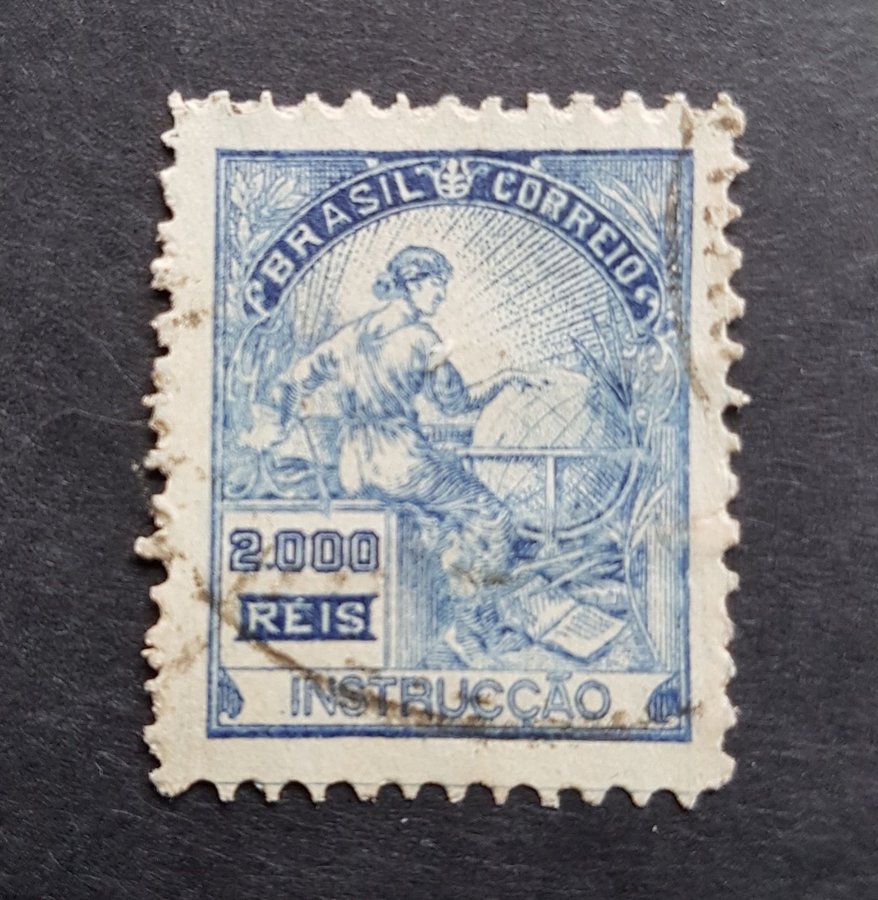 BRASIL CORREIO
2.000
RÉIS
INSTRUCÇÃO